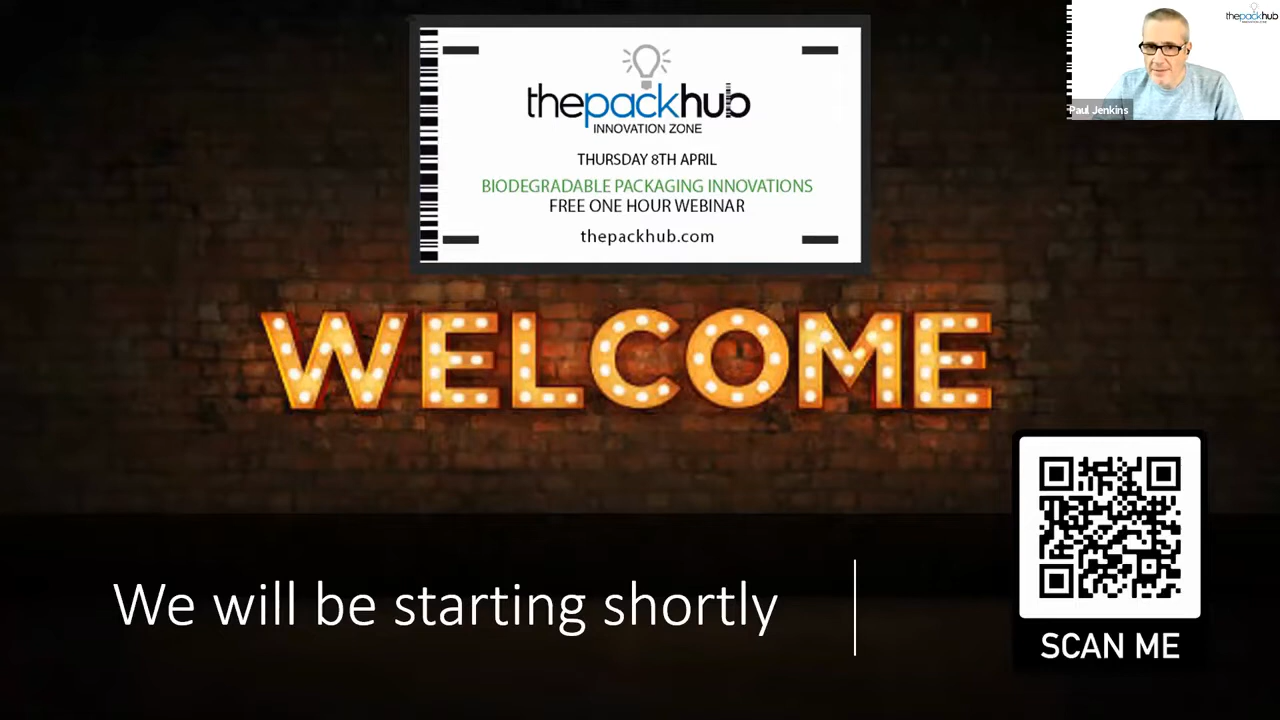 thepackhub
INNOVATION ZONE
THURSDAY 8TH APRIL
BIODEGRADABLE PACKAGING INNOVATIONS
FREE ONE HOUR WEBINAR
thepackhub.com
thepackhub
Paul Jenkins
WELCOME
We will be starting shortly
SCAN ME